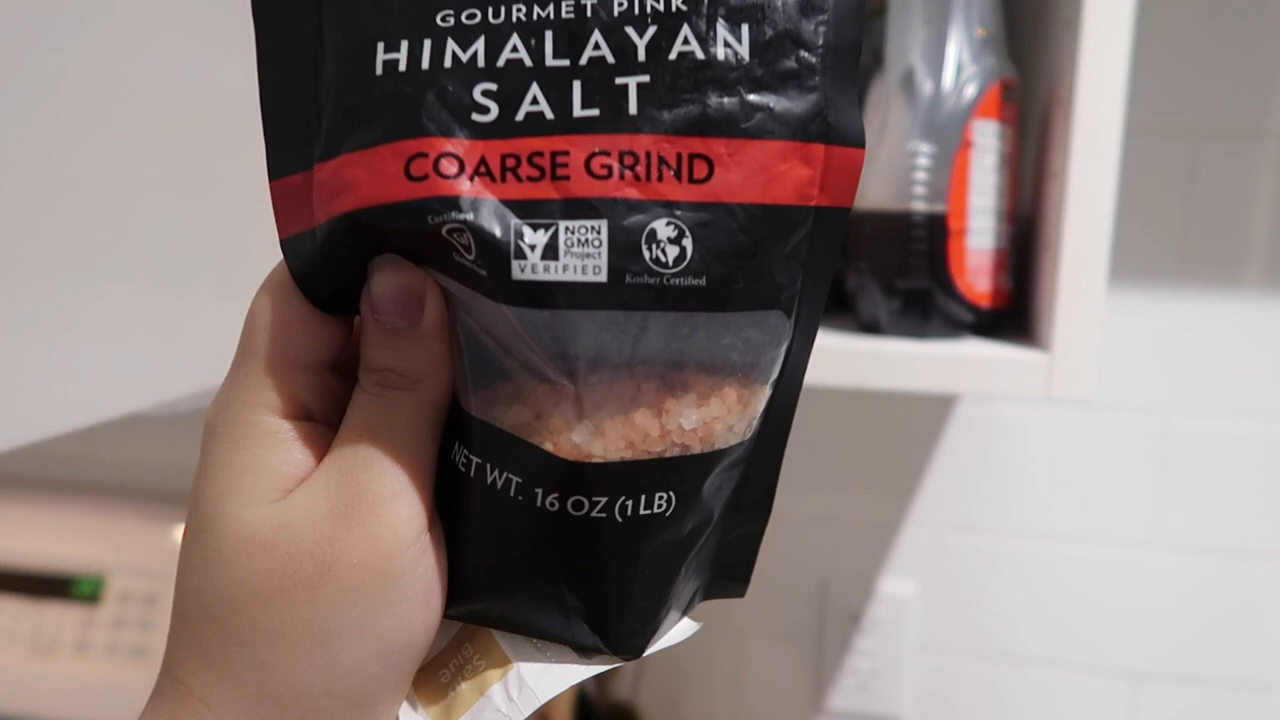 GOURMET PINK
HIMALAYAN
SALT
COARSE GRIND
Certified
GF
NON
GMO
Project
VERIFIED
K
Kosher Certified
NET WT. 16 OZ (1 LB)